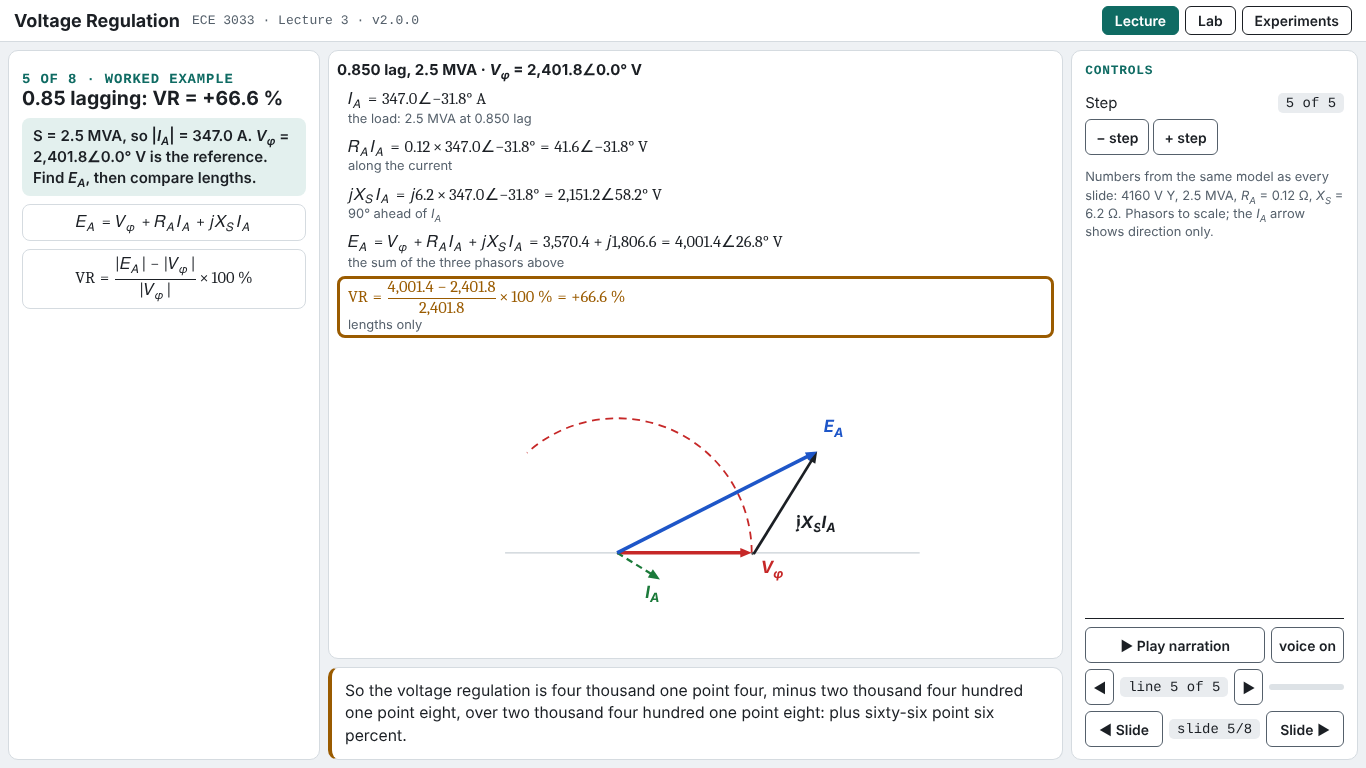 Voltage Regulation ECE 3033 · Lecture 3 · v2.0.0
Lecture Lab Experiments
5 OF 8 · WORKED EXAMPLE
0.85 lagging: VR = +66.6 %
S = 2.5 MVA, so |I_A| = 347.0 A. V_φ =
2,401.8∠0.0° V is the reference.
Find E_A, then compare lengths.
E_A = V_φ + R_A I_A + jX_S I_A
VR = (|E_A| − |V_φ|) / |V_φ| × 100 %
0.850 lag, 2.5 MVA · V_φ = 2,401.8∠0.0° V
I_A = 347.0∠−31.8° A
the load: 2.5 MVA at 0.850 lag
R_A I_A = 0.12 × 347.0∠−31.8° = 41.6∠−31.8° V
along the current
jX_S I_A = j6.2 × 347.0∠−31.8° = 2,151.2∠58.2° V
90° ahead of I_A
E_A = V_φ + R_A I_A + jX_S I_A = 3,570.4 + j1,806.6 = 4,001.4∠26.8° V
the sum of the three phasors above
VR = (4,001.4 − 2,401.8) / 2,401.8 × 100 % = +66.6 %
lengths only
E_A
jX_S I_A
V_φ
I_A
So the voltage regulation is four thousand one point four, minus two thousand four hundred
one point eight, over two thousand four hundred one point eight: plus sixty-six point six
percent.
CONTROLS
Step 5 of 5
− step + step
Numbers from the same model as every
slide: 4160 V Y, 2.5 MVA, R_A = 0.12 Ω, X_S =
6.2 Ω. Phasors to scale; the I_A arrow
shows direction only.
▶ Play narration voice on
◀ line 5 of 5 ▶
◀ Slide slide 5/8 Slide ▶